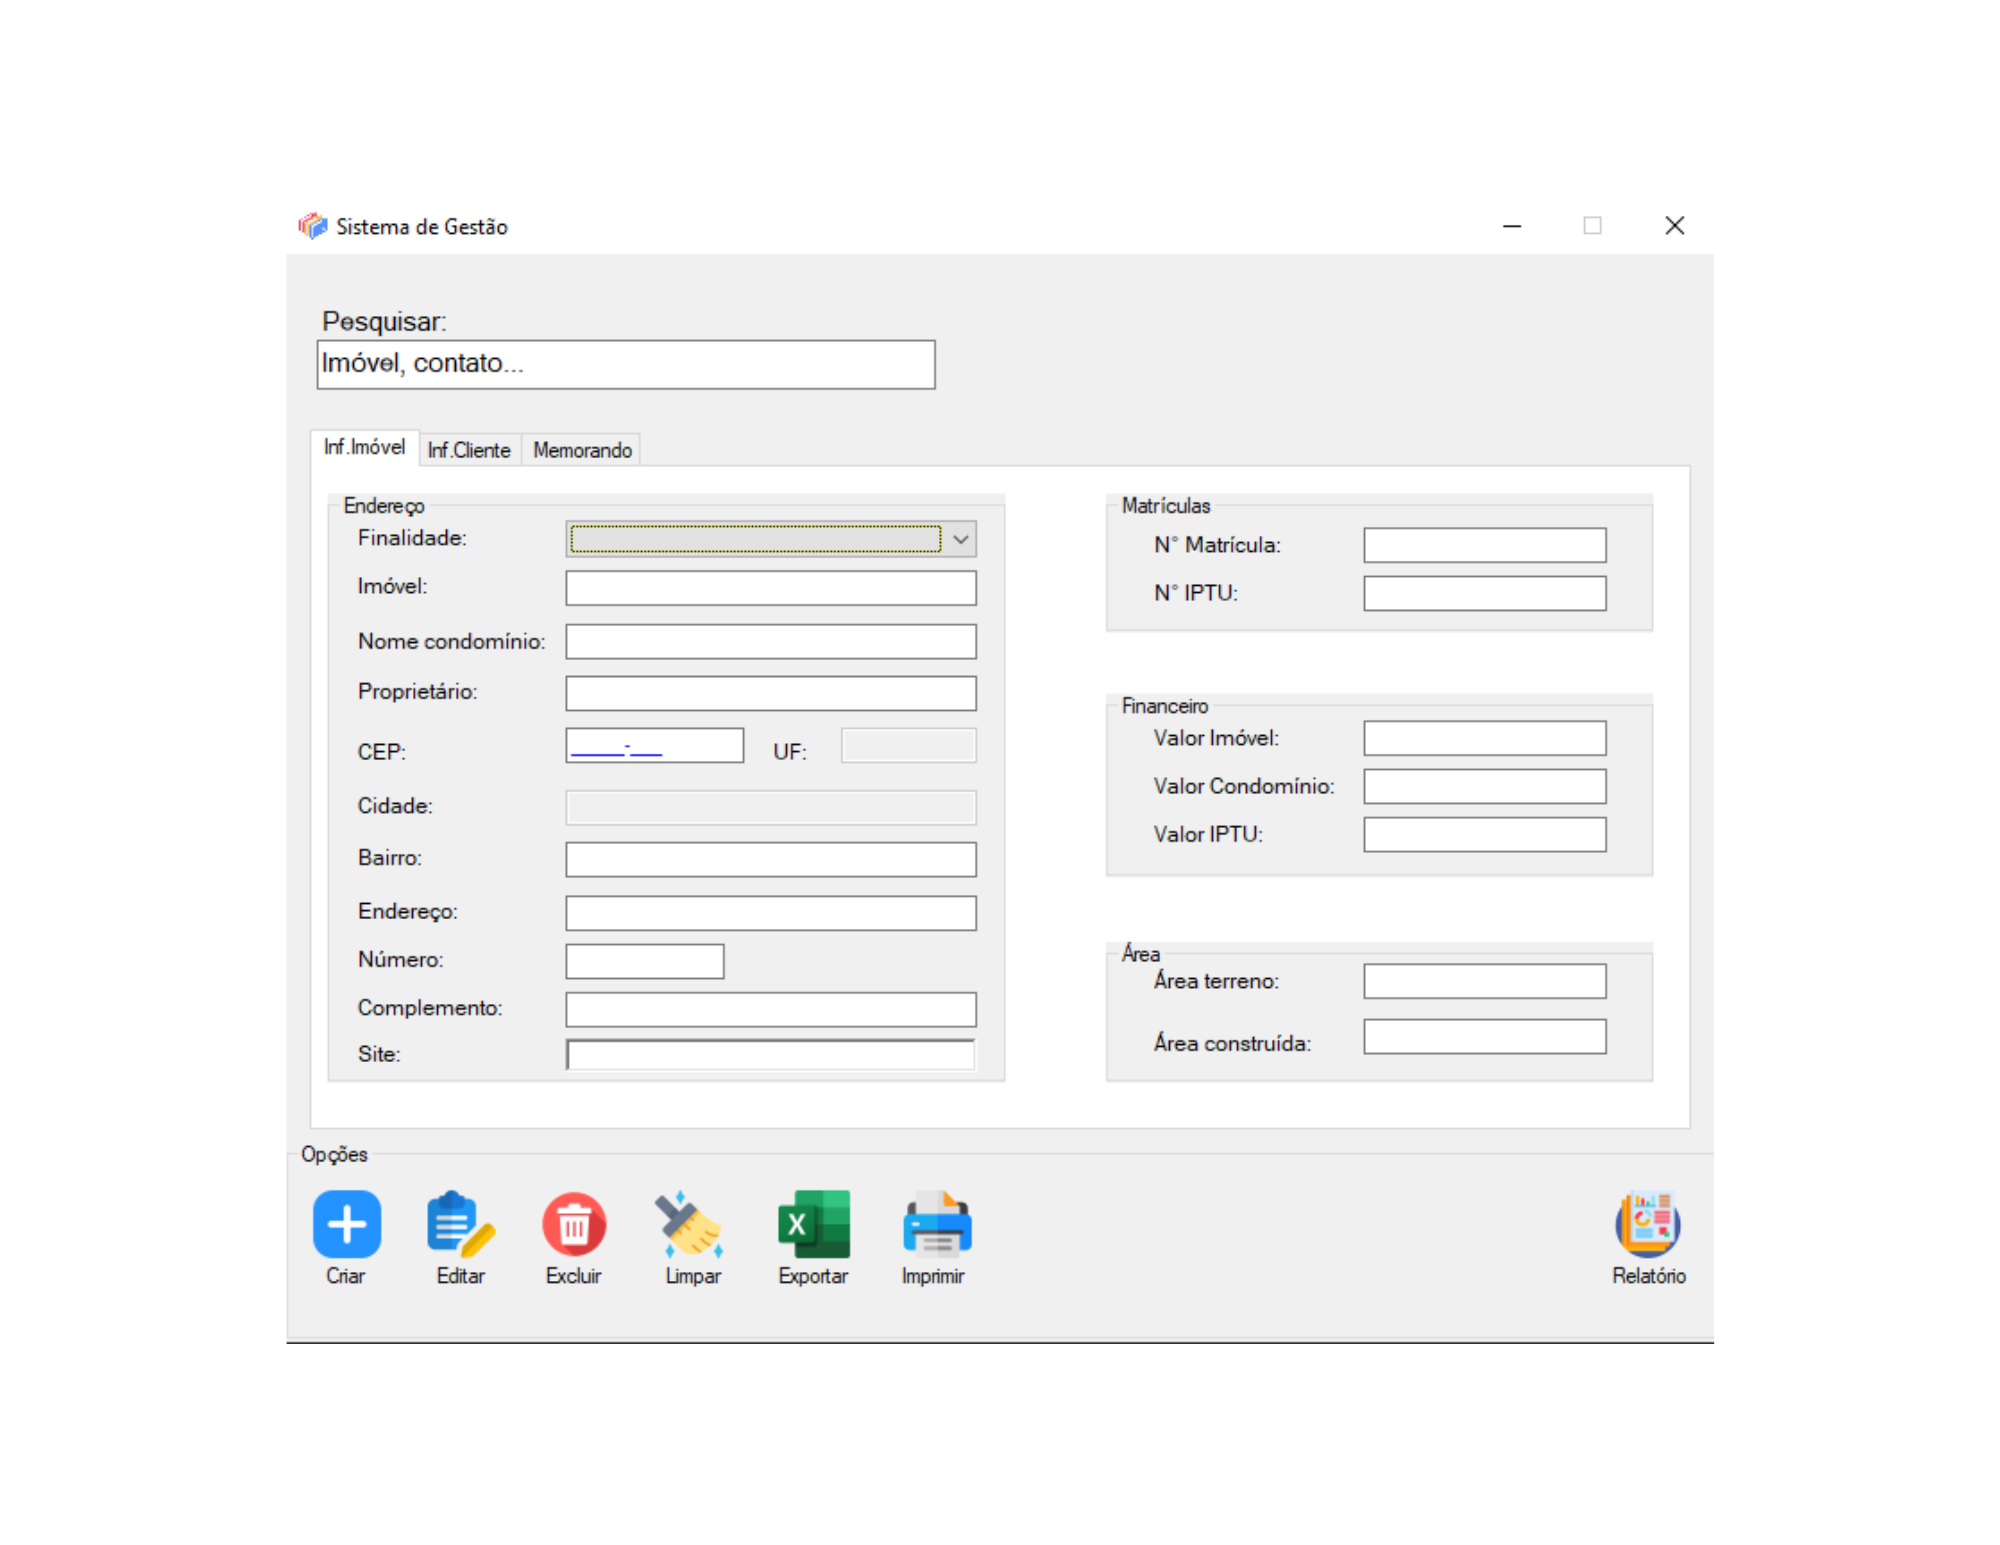 Sistema de Gestão
Pesquisar:
Imóvel, contato...
Inf.Imóvel Inf.Cliente Memorando
Endereço
Finalidade:
Imóvel:
Nome condomínio:
Proprietário:
CEP: _____-___ UF:
Cidade:
Bairro:
Endereço:
Número:
Complemento:
Site:
Matrículas
N° Matrícula:
N° IPTU:
Financeiro
Valor Imóvel:
Valor Condomínio:
Valor IPTU:
Área
Área terreno:
Área construída:
Opções
X
Criar Editar Excluir Limpar Exportar Imprimir Relatório